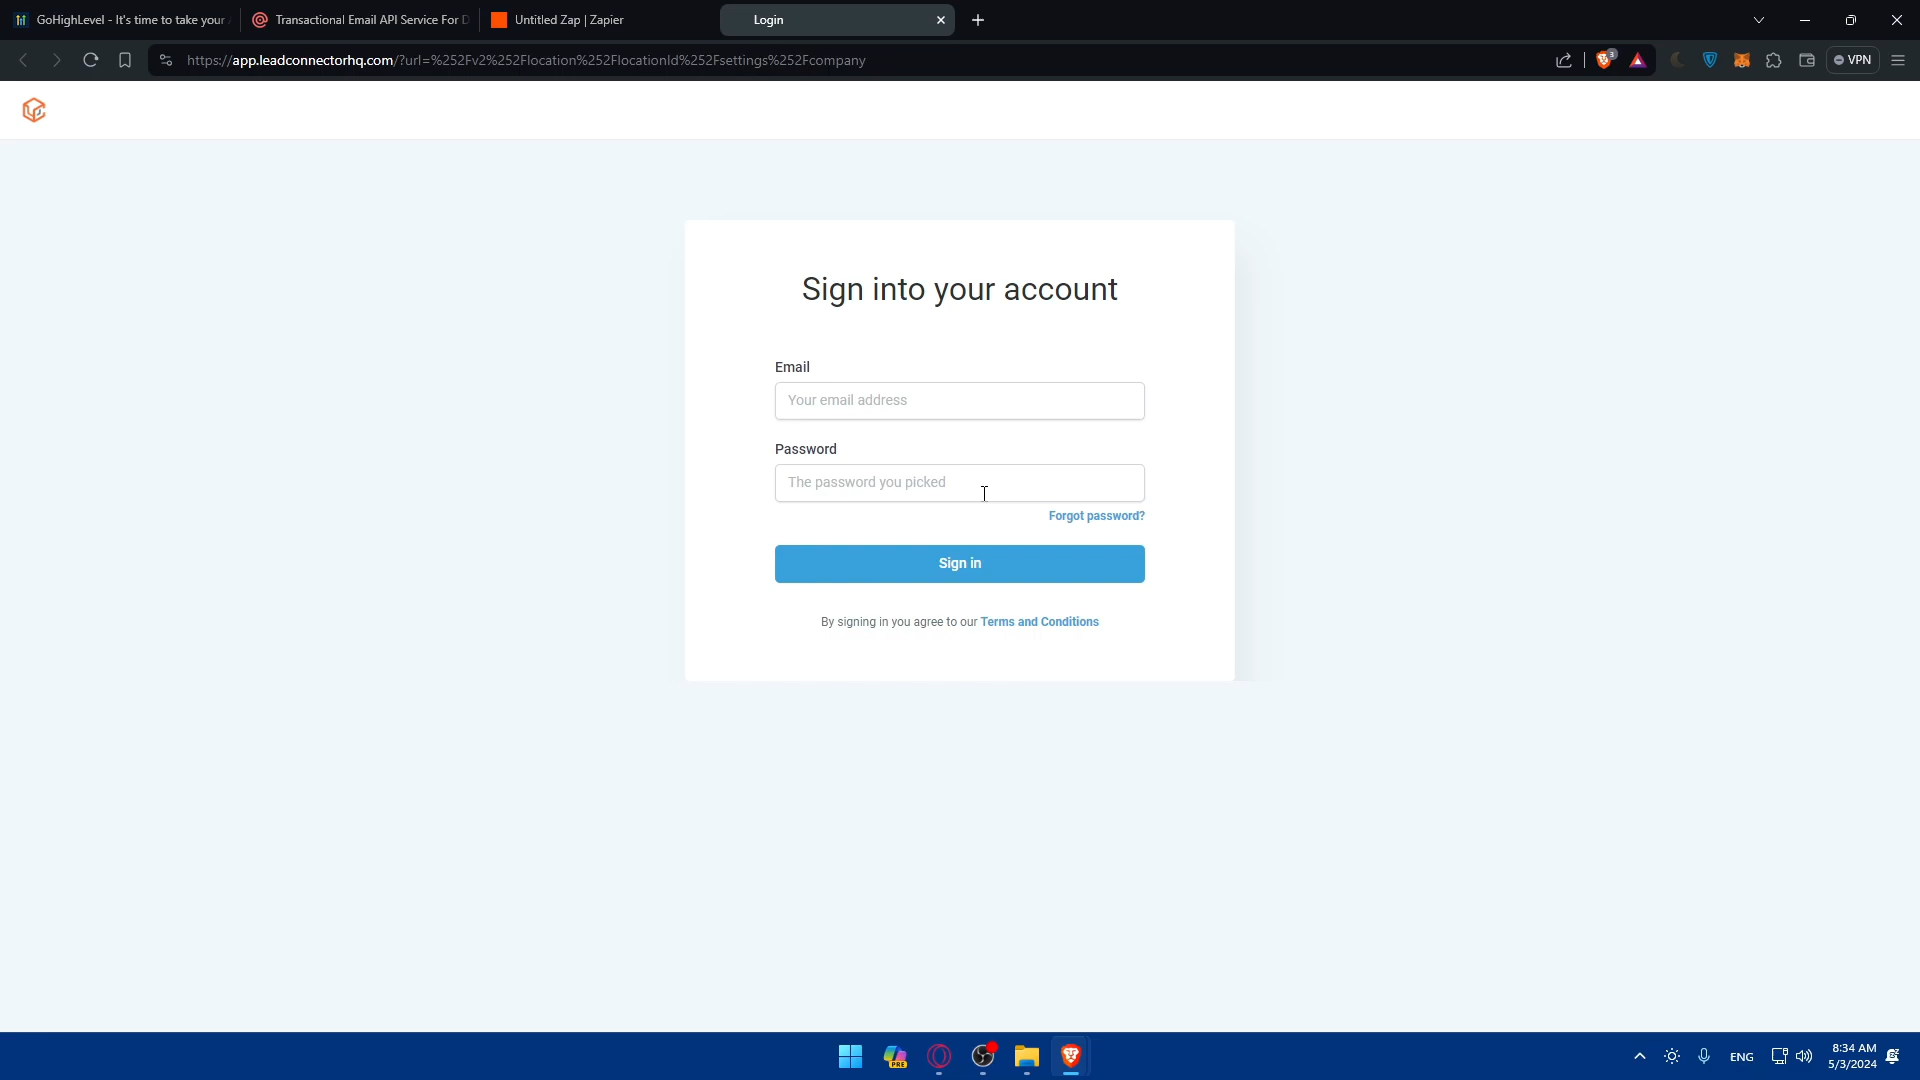 GoHighLevel - It's time to take your
Transactional Email API Service For D
Untitled Zap | Zapier
Login
https://app.leadconnectorhq.com/?url=%252Fv2%252Flocation%252FlocationId%252Fsettings%252Fcompany
3
VPN
Sign into your account
Email
Your email address
Password
The password you picked
Forgot password?
Sign in
By signing in you agree to our Terms and Conditions
PRE
ENG
8:34 AM
5/3/2024